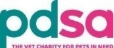 pdsa
THE VET CHARITY FOR PETS IN NEED